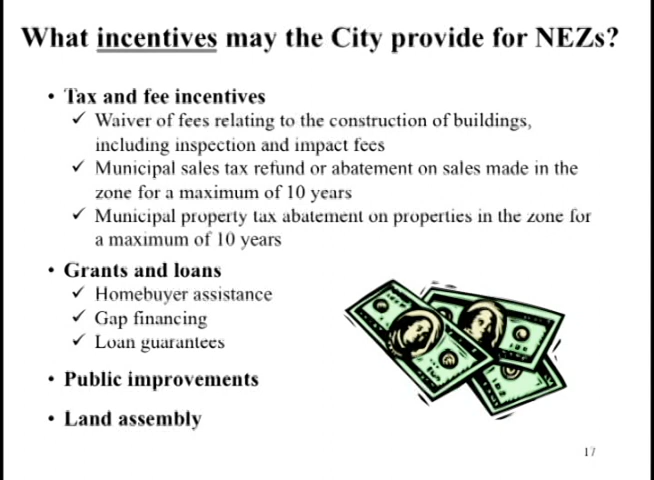 What incentives may the City provide for NEZs?
• Tax and fee incentives
✓ Waiver of fees relating to the construction of buildings,
including inspection and impact fees
✓ Municipal sales tax refund or abatement on sales made in the
zone for a maximum of 10 years
✓ Municipal property tax abatement on properties in the zone for
a maximum of 10 years
• Grants and loans
✓ Homebuyer assistance
✓ Gap financing
✓ Loan guarantees
• Public improvements
• Land assembly
17